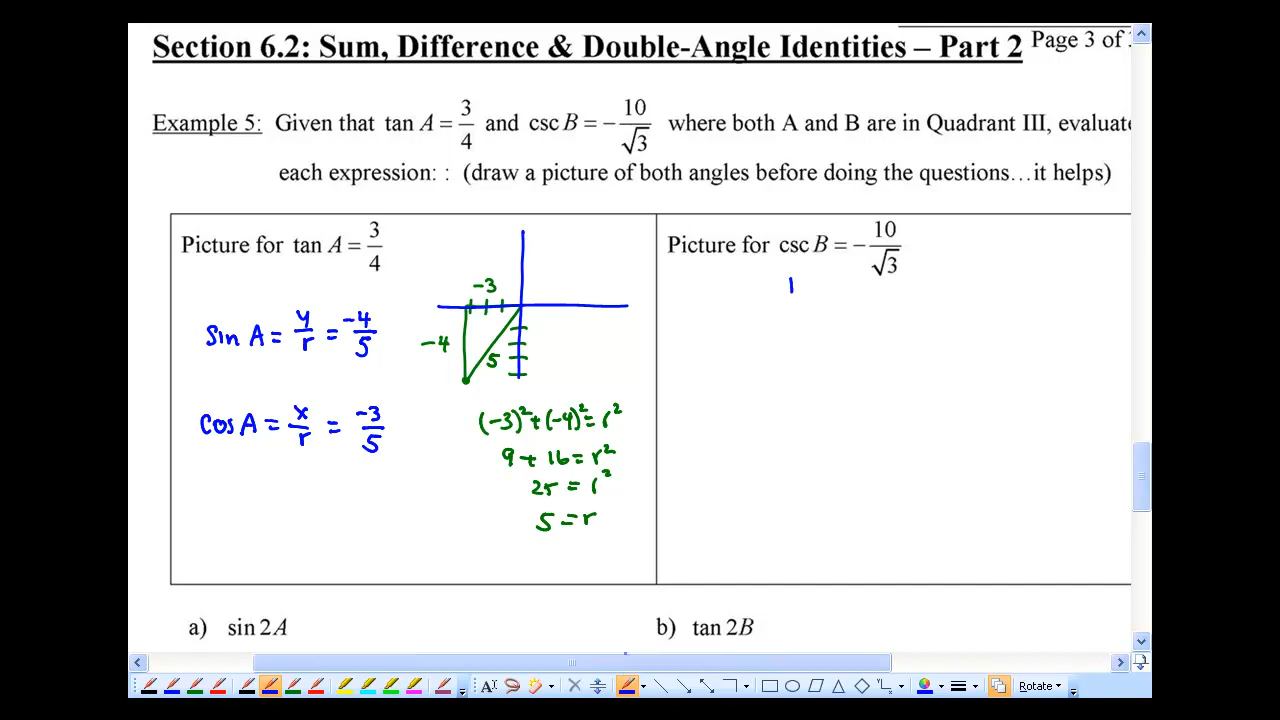 Section 6.2: Sum, Difference & Double-Angle Identities – Part 2 Page 3 of
Example 5: Given that tan A = 3/4 and csc B = −10/√3 where both A and B are in Quadrant III, evaluate
each expression: : (draw a picture of both angles before doing the questions…it helps)
Picture for tan A = 3/4
Picture for csc B = −10/√3
sin A = y/r = −4/5
cos A = x/r = −3/5
−3
−4
5
(−3)² + (−4)² = r²
9 + 16 = r²
25 = r²
5 = r
a) sin 2A
b) tan 2B
Rotate